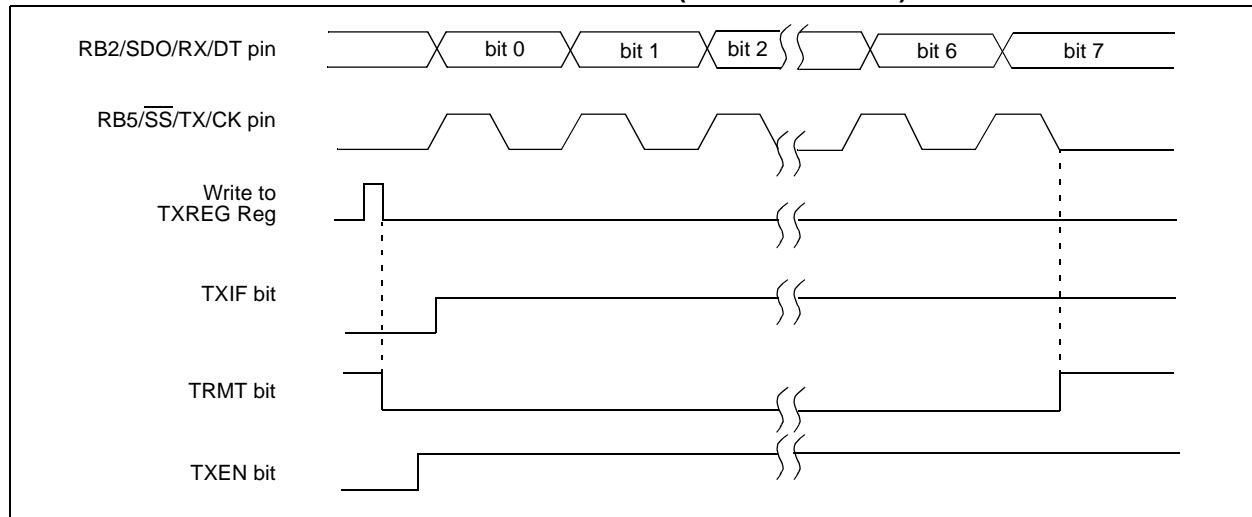 RB2/SDO/RX/DT pin
bit 0 bit 1 bit 2 bit 6 bit 7
RB5/S̅S̅/TX/CK pin
Write to
TXREG Reg
TXIF bit
TRMT bit
TXEN bit